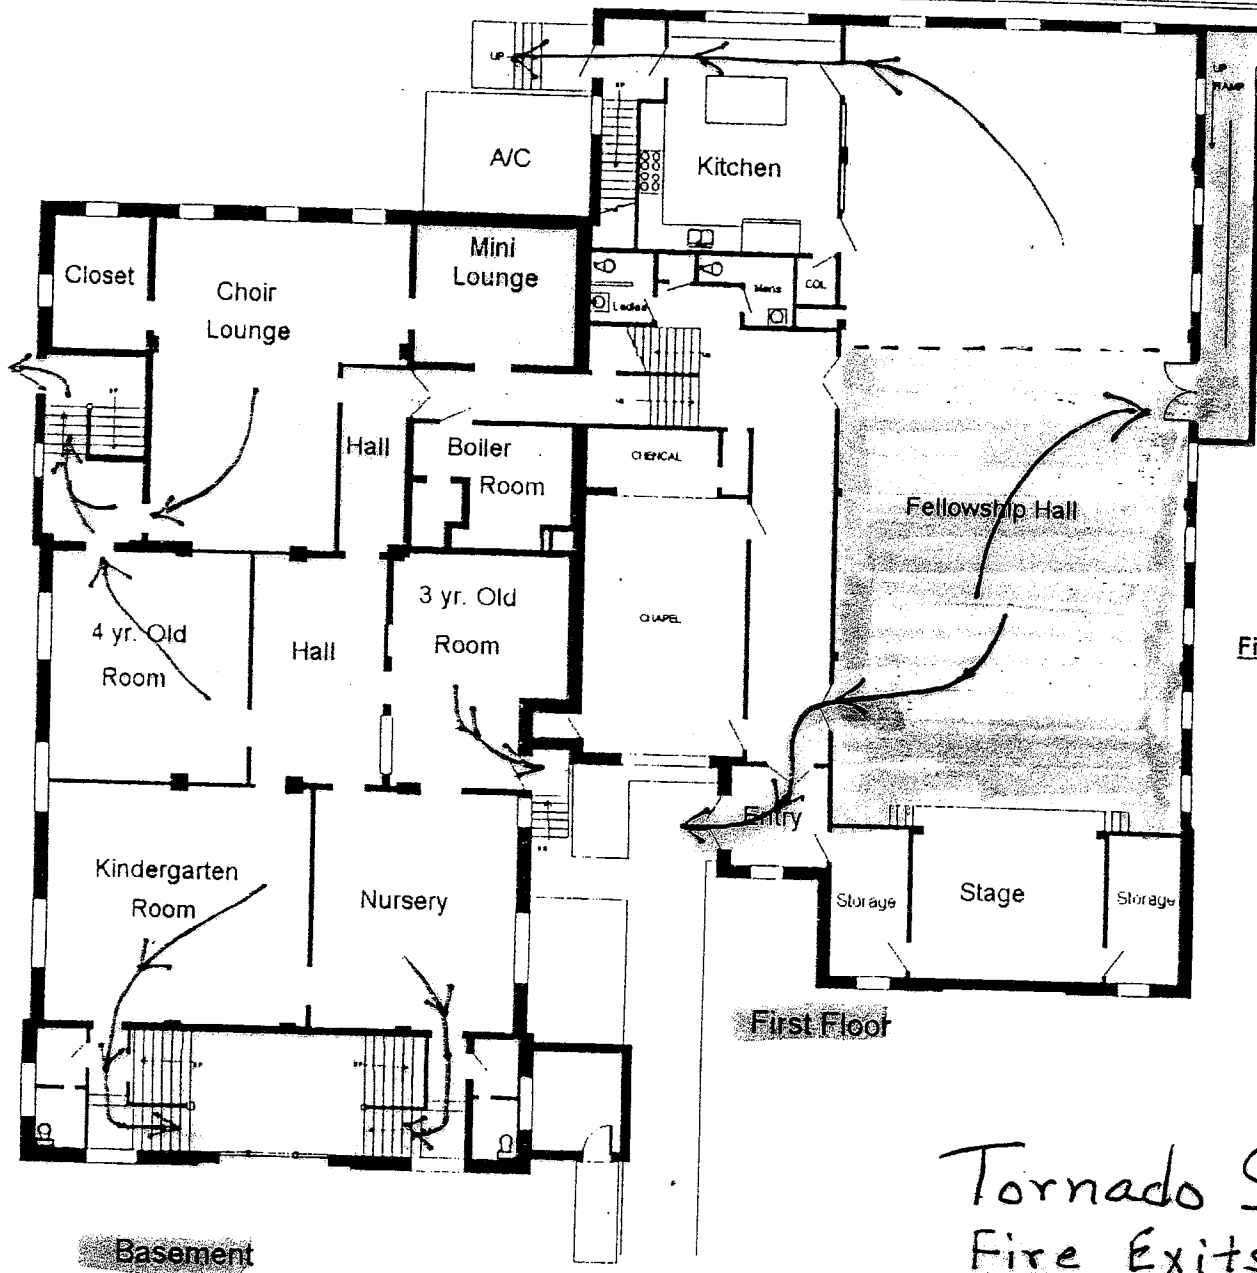 UP
UP
RAMP
A/C
Kitchen
Mini
Lounge
Closet
Choir
Lounge
Ladies
Mens
COL
Hall
Boiler
Room
CHENCAL
Fellowship Hall
3 yr. Old
Room
4 yr. Old
Room
Hall
CHAPEL
Fi
Entry
Kindergarten
Room
Nursery
Storage
Stage
Storage
First Floor
Tornado S
Fire Exits
Basement